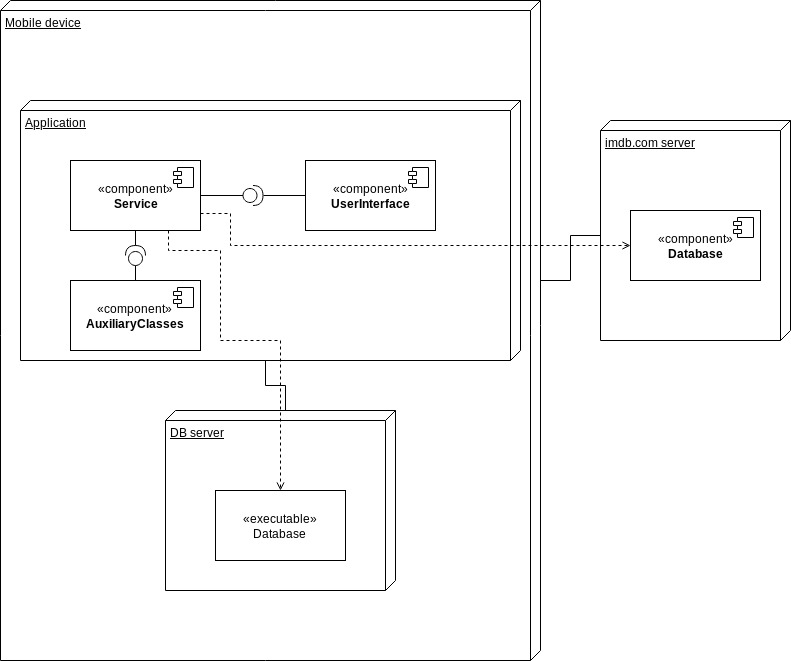 Mobile device
Application
imdb.com server
«component»
Service
«component»
UserInterface
«component»
Database
«component»
AuxiliaryClasses
DB server
«executable»
Database